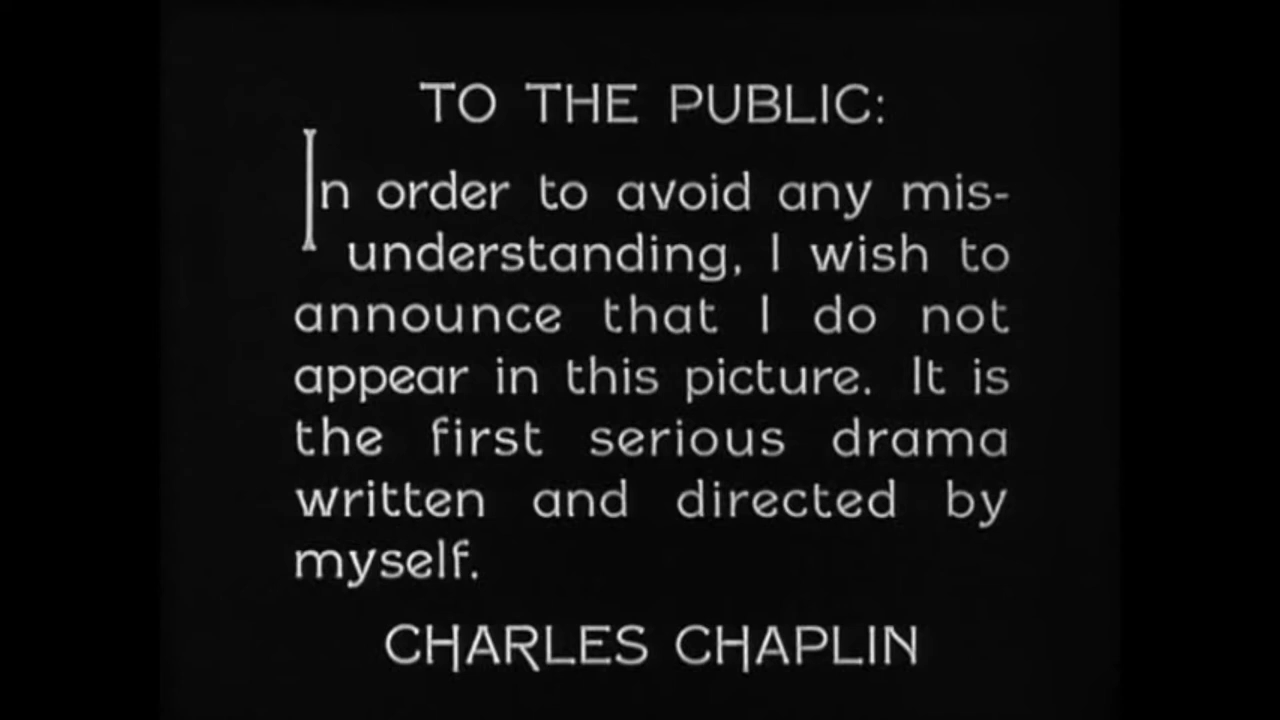 TO THE PUBLIC:
In order to avoid any mis-
understanding, I wish to
announce that I do not
appear in this picture. It is
the first serious drama
written and directed by
myself.
CHARLES CHAPLIN